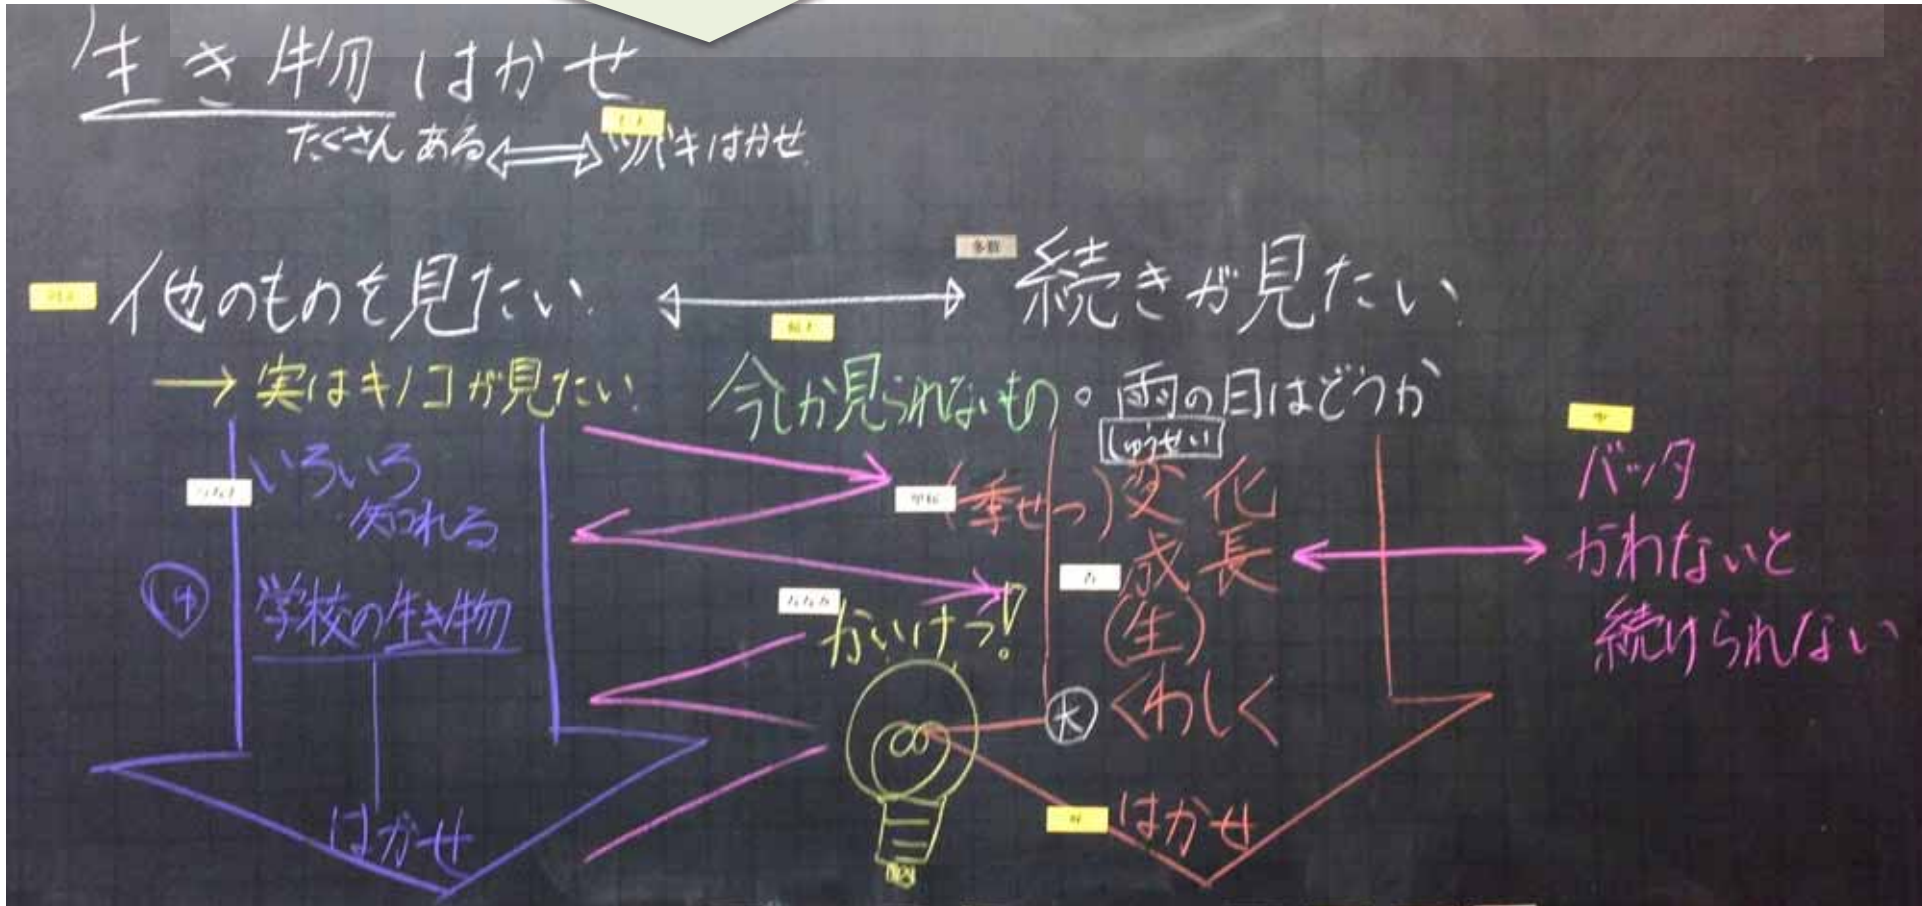 生き物はかせ
たくさんある ツバキはかせ
他のものを見たい 続きが見たい
→実はキノコが見たい 今しか見られないもの 。雨の日はどうか
しゅうせい
いろいろ
知れる
(季せつ)変化
成長
(生)
くわしく
はかせ
バッタ
かわないと
続けられない
ゆ 学校の生き物
はかせ
かいけつ!
大